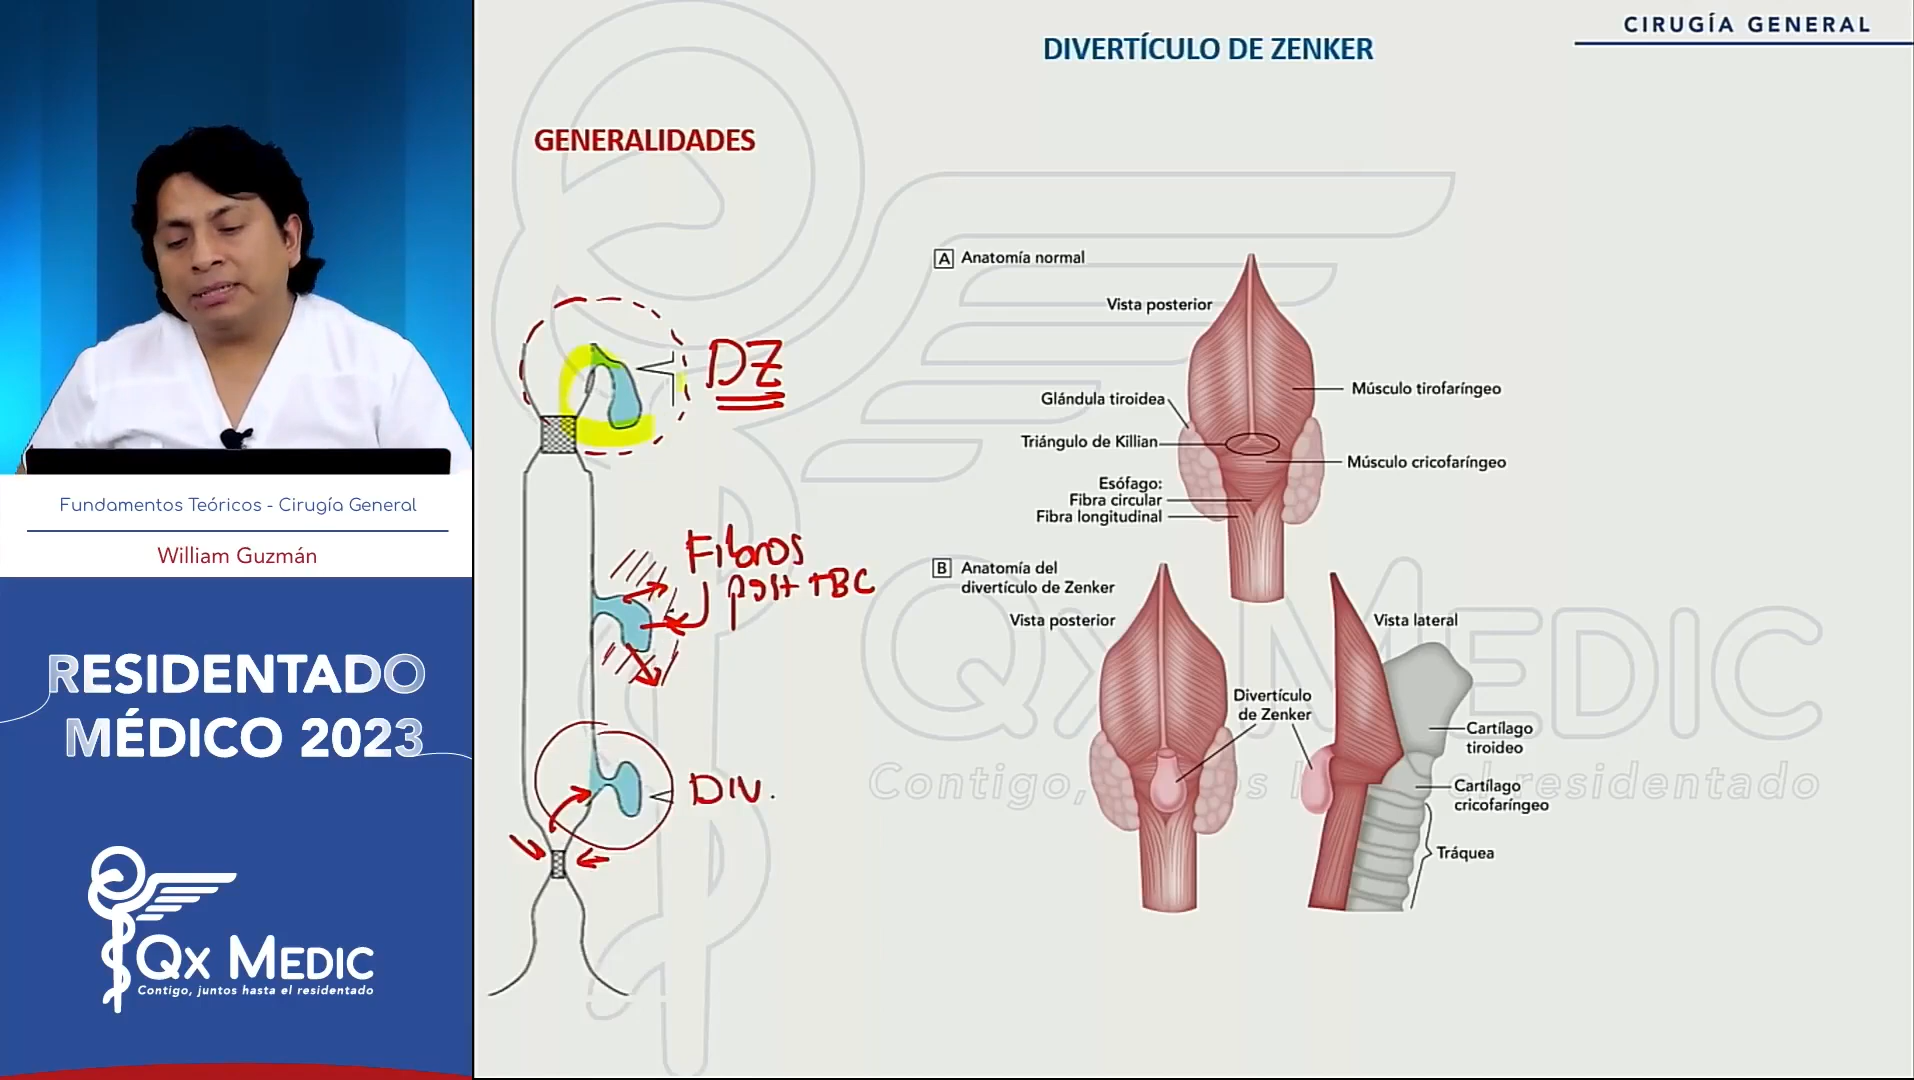 CIRUGÍA GENERAL
DIVERTÍCULO DE ZENKER
GENERALIDADES
DZ
Fibros
post TBC
DIV.
A Anatomía normal
Vista posterior
Músculo tirofaríngeo
Glándula tiroidea
Triángulo de Killian
Músculo cricofaríngeo
Esófago:
Fibra circular
Fibra longitudinal
B Anatomía del
divertículo de Zenker
Vista posterior
Vista lateral
Divertículo
de Zenker
Cartílago
tiroideo
Cartílago
cricofaríngeo
Tráquea
QX MEDIC
Contigo, juntos hasta el residentado
Fundamentos Teóricos - Cirugía General
William Guzmán
RESIDENTADO
MÉDICO 2023
QX MEDIC
Contigo, juntos hasta el residentado